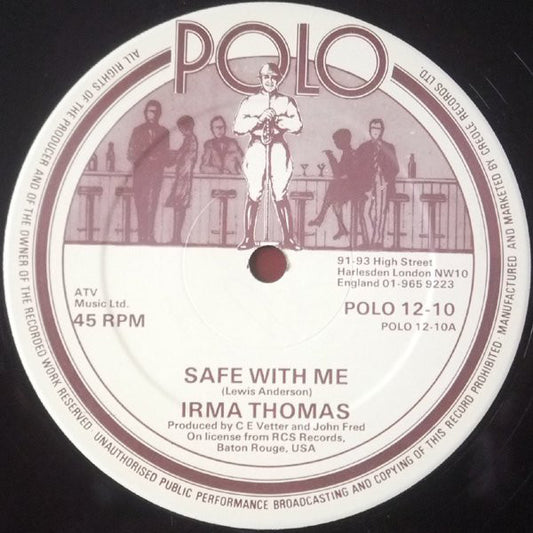 POLO
91-93 High Street
Harlesden London NW10
England 01-965 9223
ATV
Music Ltd.
45 RPM
POLO 12-10
POLO 12-10A
SAFE WITH ME
(Lewis Anderson)
IRMA THOMAS
Produced by C E Vetter and John Fred
On license from RCS Records,
Baton Rouge, USA
ALL RIGHTS OF THE PRODUCER AND OF THE OWNER OF THE RECORDED WORK RESERVED UNAUTHORISED PUBLIC PERFORMANCE BROADCASTING AND COPYING OF THIS RECORD PROHIBITED MANUFACTURED AND MARKETED BY CREOLE RECORDS LTD.